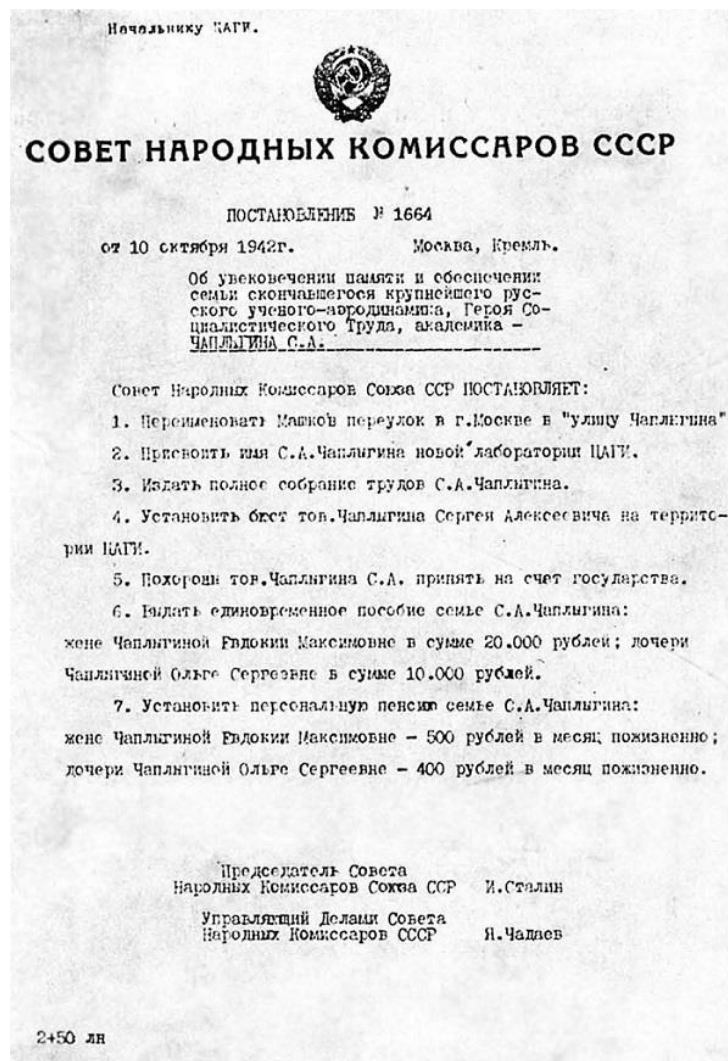 Начальнику ЦАГИ.
СОВЕТ НАРОДНЫХ КОМИССАРОВ СССР
ПОСТАНОВЛЕНИЕ № 1664
от 10 октября 1942г. Москва, Кремль.
Об увековечении памяти и обеспечении
семьи скончавшегося крупнейшего рус-
ского ученого-аэродинамика, Героя Со-
циалистического Труда, академика -
ЧАПЛЫГИНА С.А.
Совет Народных Комиссаров Союза ССР ПОСТАНОВЛЯЕТ:
1. Переименовать Машков переулок в г.Москве в "улицу Чаплыгина"
2. Присвоить имя С.А.Чаплыгина новой лаборатории ЦАГИ.
3. Издать полное собрание трудов С.А.Чаплыгина.
4. Установить бюст тов.Чаплыгина Сергея Алексеевича на террито-
рии ЦАГИ.
5. Похороны тов.Чаплыгина С.А. принять на счет государства.
6. Выдать единовременное пособие семье С.А.Чаплыгина:
жене Чаплыгиной Евдокии Максимовне в сумме 20.000 рублей; дочери
Чаплыгиной Ольге Сергеевне в сумме 10.000 рублей.
7. Установить персональную пенсию семье С.А.Чаплыгина:
жене Чаплыгиной Евдокии Максимовне - 500 рублей в месяц пожизненно;
дочери Чаплыгиной Ольге Сергеевне - 400 рублей в месяц пожизненно.
Председатель Совета
Народных Комиссаров Союза ССР И.Сталин
Управляющий Делами Совета
Народных Комиссаров СССР Я.Чадаев
2+50 лн